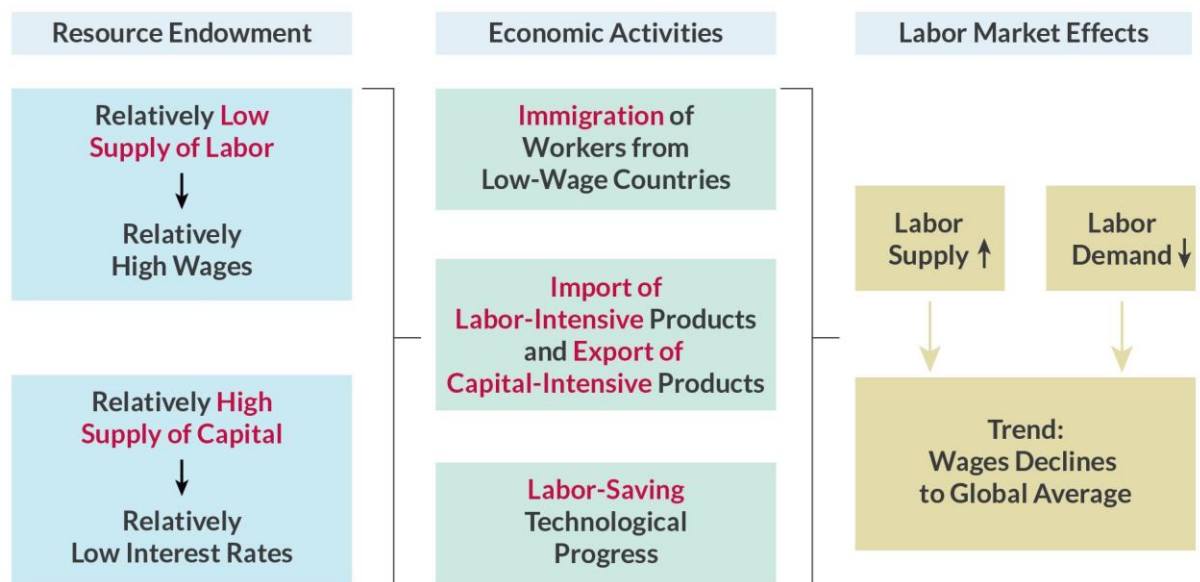 Resource Endowment
Economic Activities
Labor Market Effects
Relatively Low
Supply of Labor
Relatively
High Wages
Relatively High
Supply of Capital
Relatively
Low Interest Rates
Immigration of
Workers from
Low-Wage Countries
Import of
Labor-Intensive Products
and Export of
Capital-Intensive Products
Labor-Saving
Technological
Progress
Labor
Supply ↑
Labor
Demand ↓
Trend:
Wages Declines
to Global Average